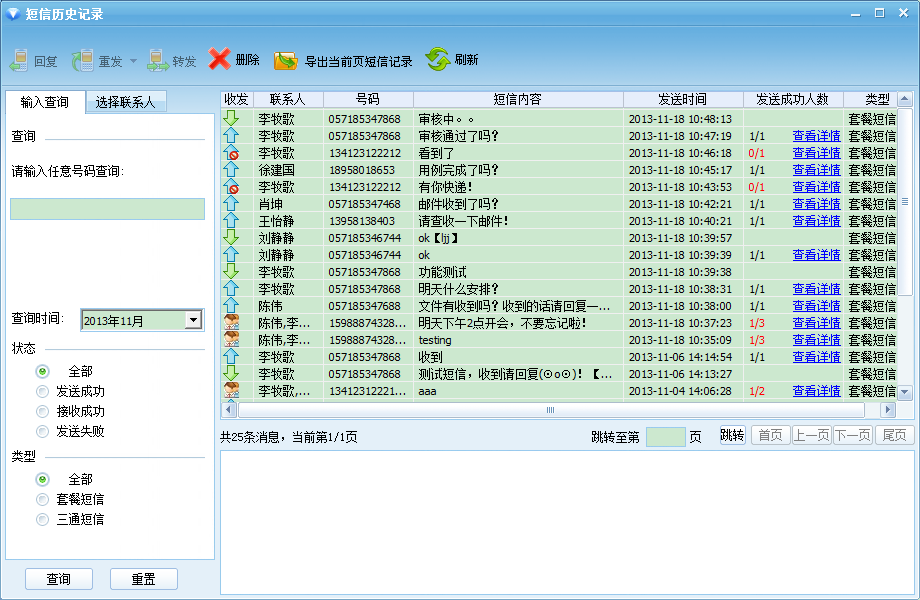 短信历史记录
回复 重发 转发 删除 导出当前页短信记录 刷新
输入查询 选择联系人
查询
请输入任意号码查询:
查询时间: 2013年11月
状态
全部
发送成功
接收成功
发送失败
类型
全部
套餐短信
三通短信
查询 重置
收发 联系人 号码 短信内容 发送时间 发送成功人数 类型
李牧歌 057185347868 审核中。。 2013-11-18 10:48:13 套餐短信
李牧歌 057185347868 审核通过了吗? 2013-11-18 10:47:19 1/1 查看详情 套餐短信
李牧歌 134123122212 看到了 2013-11-18 10:46:18 0/1 查看详情 套餐短信
徐建国 18958018653 用例完成了吗? 2013-11-18 10:45:17 1/1 查看详情 套餐短信
李牧歌 134123122212 有你快递! 2013-11-18 10:43:53 0/1 查看详情 套餐短信
肖坤 057185347468 邮件收到了吗? 2013-11-18 10:42:21 1/1 查看详情 套餐短信
王怡静 13958138403 请查收一下邮件! 2013-11-18 10:40:21 1/1 查看详情 套餐短信
刘静静 057185346744 ok【ljj】 2013-11-18 10:39:57 套餐短信
刘静静 057185346744 ok 2013-11-18 10:39:39 1/1 查看详情 套餐短信
李牧歌 057185347868 功能测试 2013-11-18 10:39:38 套餐短信
李牧歌 057185347868 明天什么安排? 2013-11-18 10:38:31 1/1 查看详情 套餐短信
陈伟 057185347688 文件有收到吗? 收到的话请回复一... 2013-11-18 10:38:00 1/1 查看详情 套餐短信
陈伟,李... 15988874328... 明天下午2点开会，不要忘记啦! 2013-11-18 10:37:23 1/3 查看详情 套餐短信
陈伟,李... 15988874328... testing 2013-11-18 10:35:09 1/3 查看详情 套餐短信
李牧歌 057185347868 收到 2013-11-06 14:14:54 1/1 查看详情 套餐短信
李牧歌 057185347868 测试短信，收到请回复(⊙o⊙)! 【... 2013-11-06 14:13:27 套餐短信
李牧歌,... 13412312221... aaa 2013-11-04 14:06:28 1/2 查看详情 套餐短信
共25条消息，当前第1/1页 跳转至第 页 跳转 首页 上一页 下一页 尾页